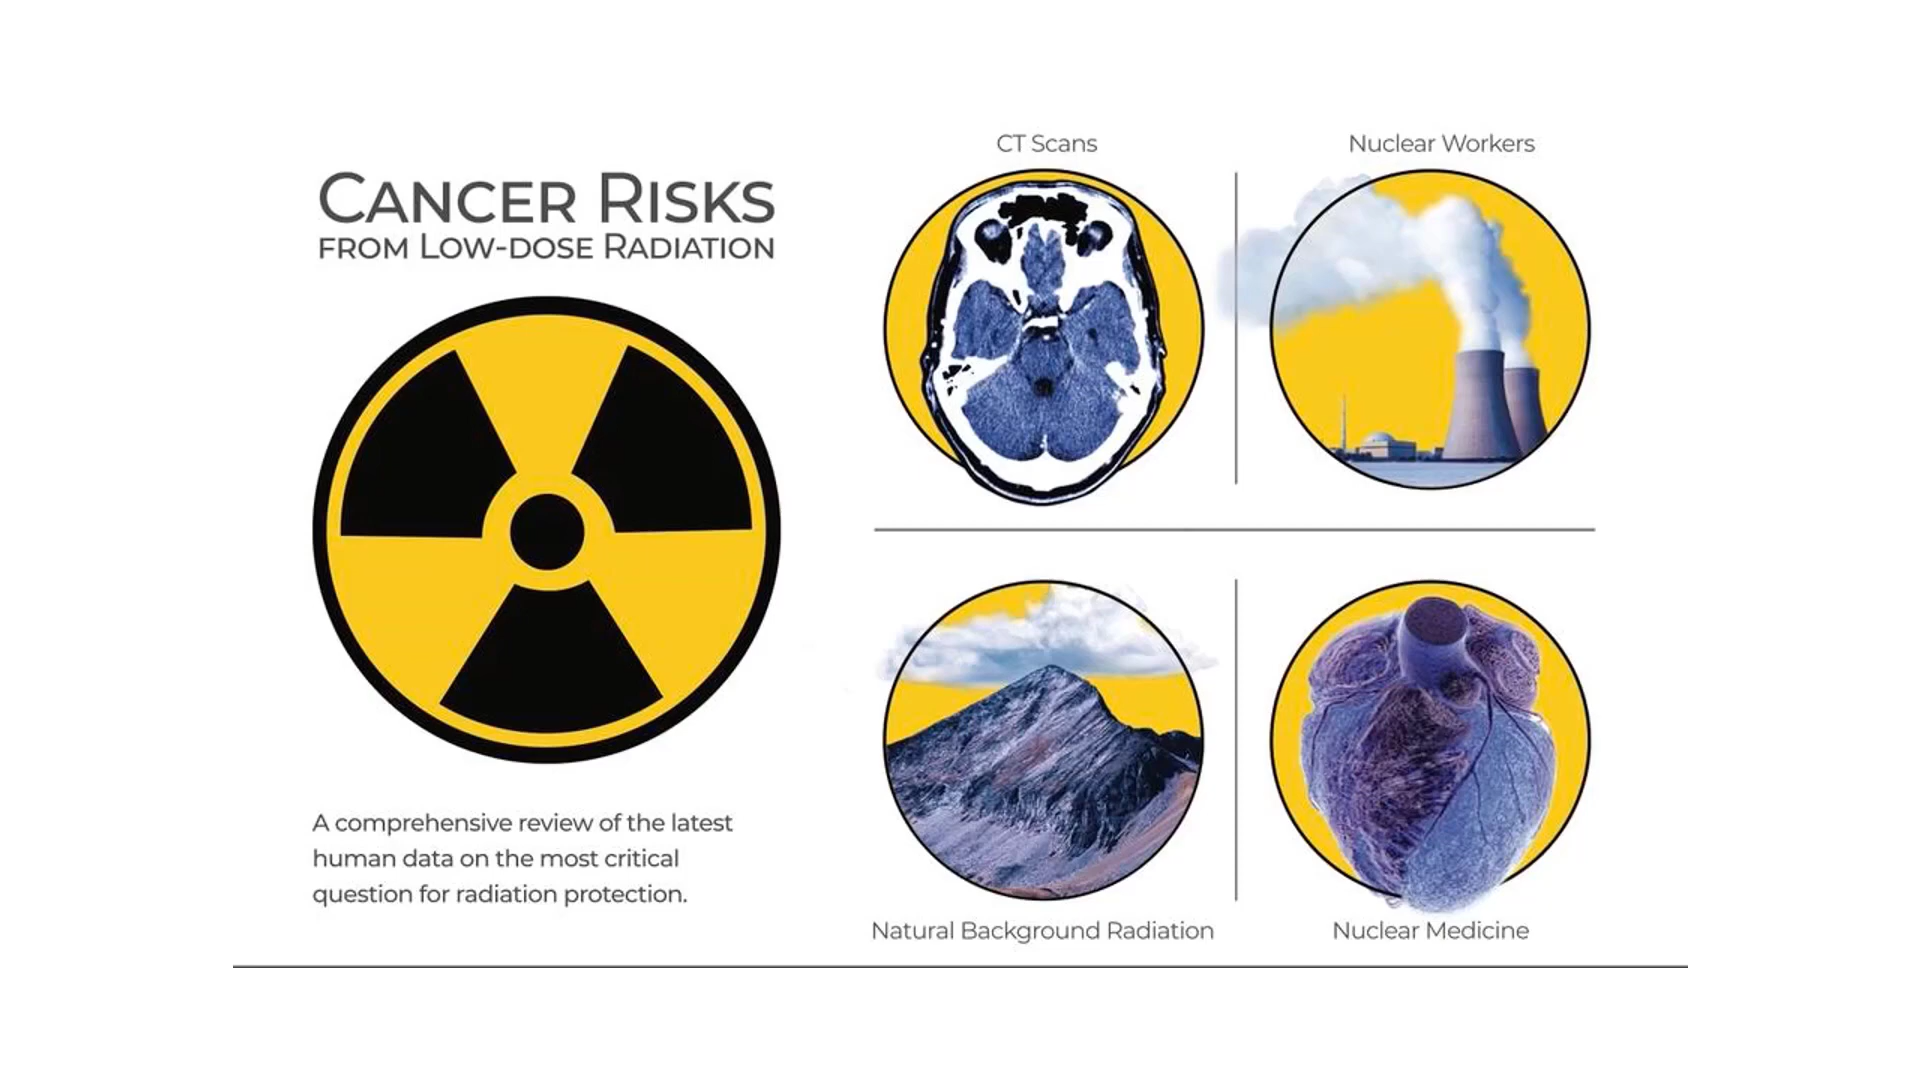 CANCER RISKS
FROM LOW-DOSE RADIATION
A comprehensive review of the latest
human data on the most critical
question for radiation protection.
CT Scans
Nuclear Workers
Natural Background Radiation
Nuclear Medicine